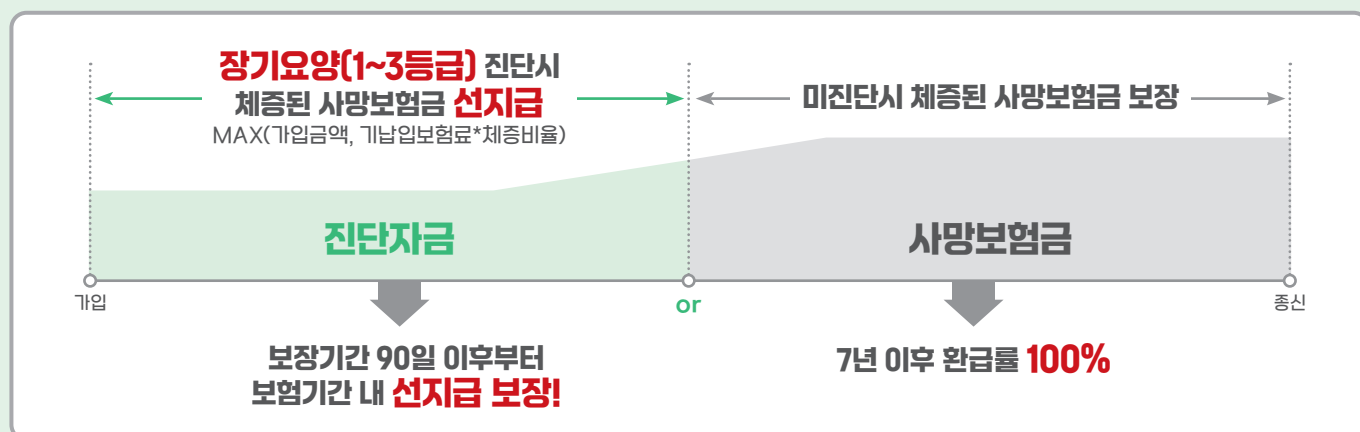 장기요양(1~3등급) 진단시
체증된 사망보험금 선지급
MAX(가입금액, 기납입보험료*체증비율)
미진단시 체증된 사망보험금 보장
진단자금
사망보험금
가입
or
종신
보장기간 90일 이후부터
보험기간 내 선지급 보장!
7년 이후 환급률 100%